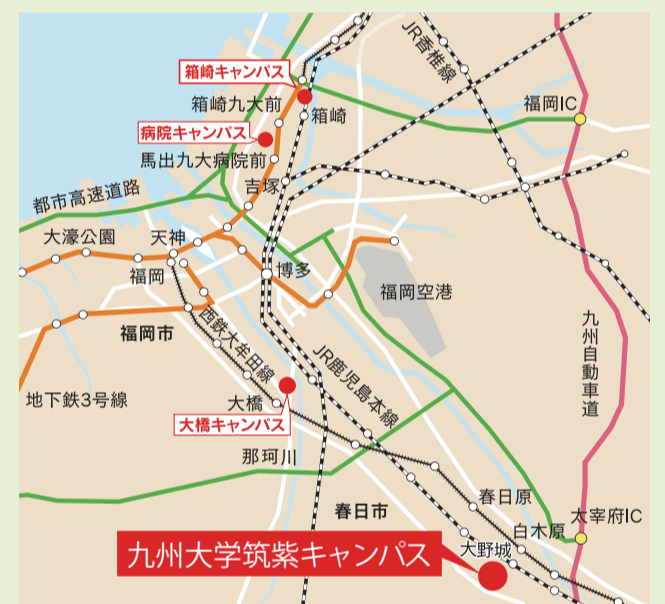 JR香椎線
箱崎キャンパス
箱崎九大前
箱崎
福岡IC
病院キャンパス
馬出九大病院前
吉塚
都市高速道路
大濠公園
天神
福岡
博多
福岡空港
福岡市
西鉄大牟田線
JR鹿児島本線
九州自動車道
地下鉄3号線
大橋
大橋キャンパス
那珂川
春日原
春日市
太宰府IC
白木原
大野城
九州大学筑紫キャンパス